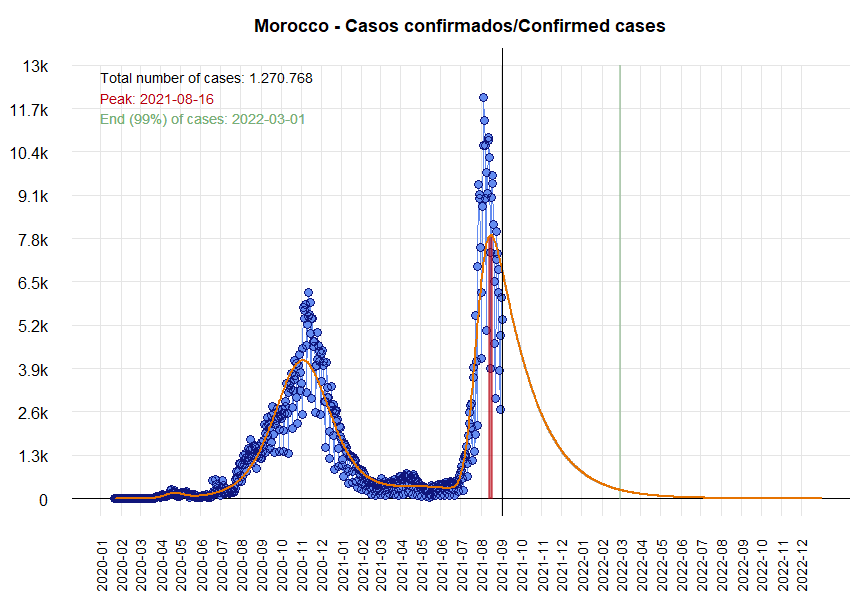 Morocco - Casos confirmados/Confirmed cases
13k
Total number of cases: 1.270.768
Peak: 2021-08-16
11.7k
End (99%) of cases: 2022-03-01
10.4k
9.1k
7.8k
6.5k
5.2k
3.9k
2.6k
1.3k
0
2020-01
2020-02
2020-03
2020-04
2020-05
2020-06
2020-07
2020-08
2020-09
2020-10
2020-11
2020-12
2021-01
2021-02
2021-03
2021-04
2021-05
2021-06
2021-07
2021-08
2021-09
2021-10
2021-11
2021-12
2022-01
2022-02
2022-03
2022-04
2022-05
2022-06
2022-07
2022-08
2022-09
2022-10
2022-11
2022-12